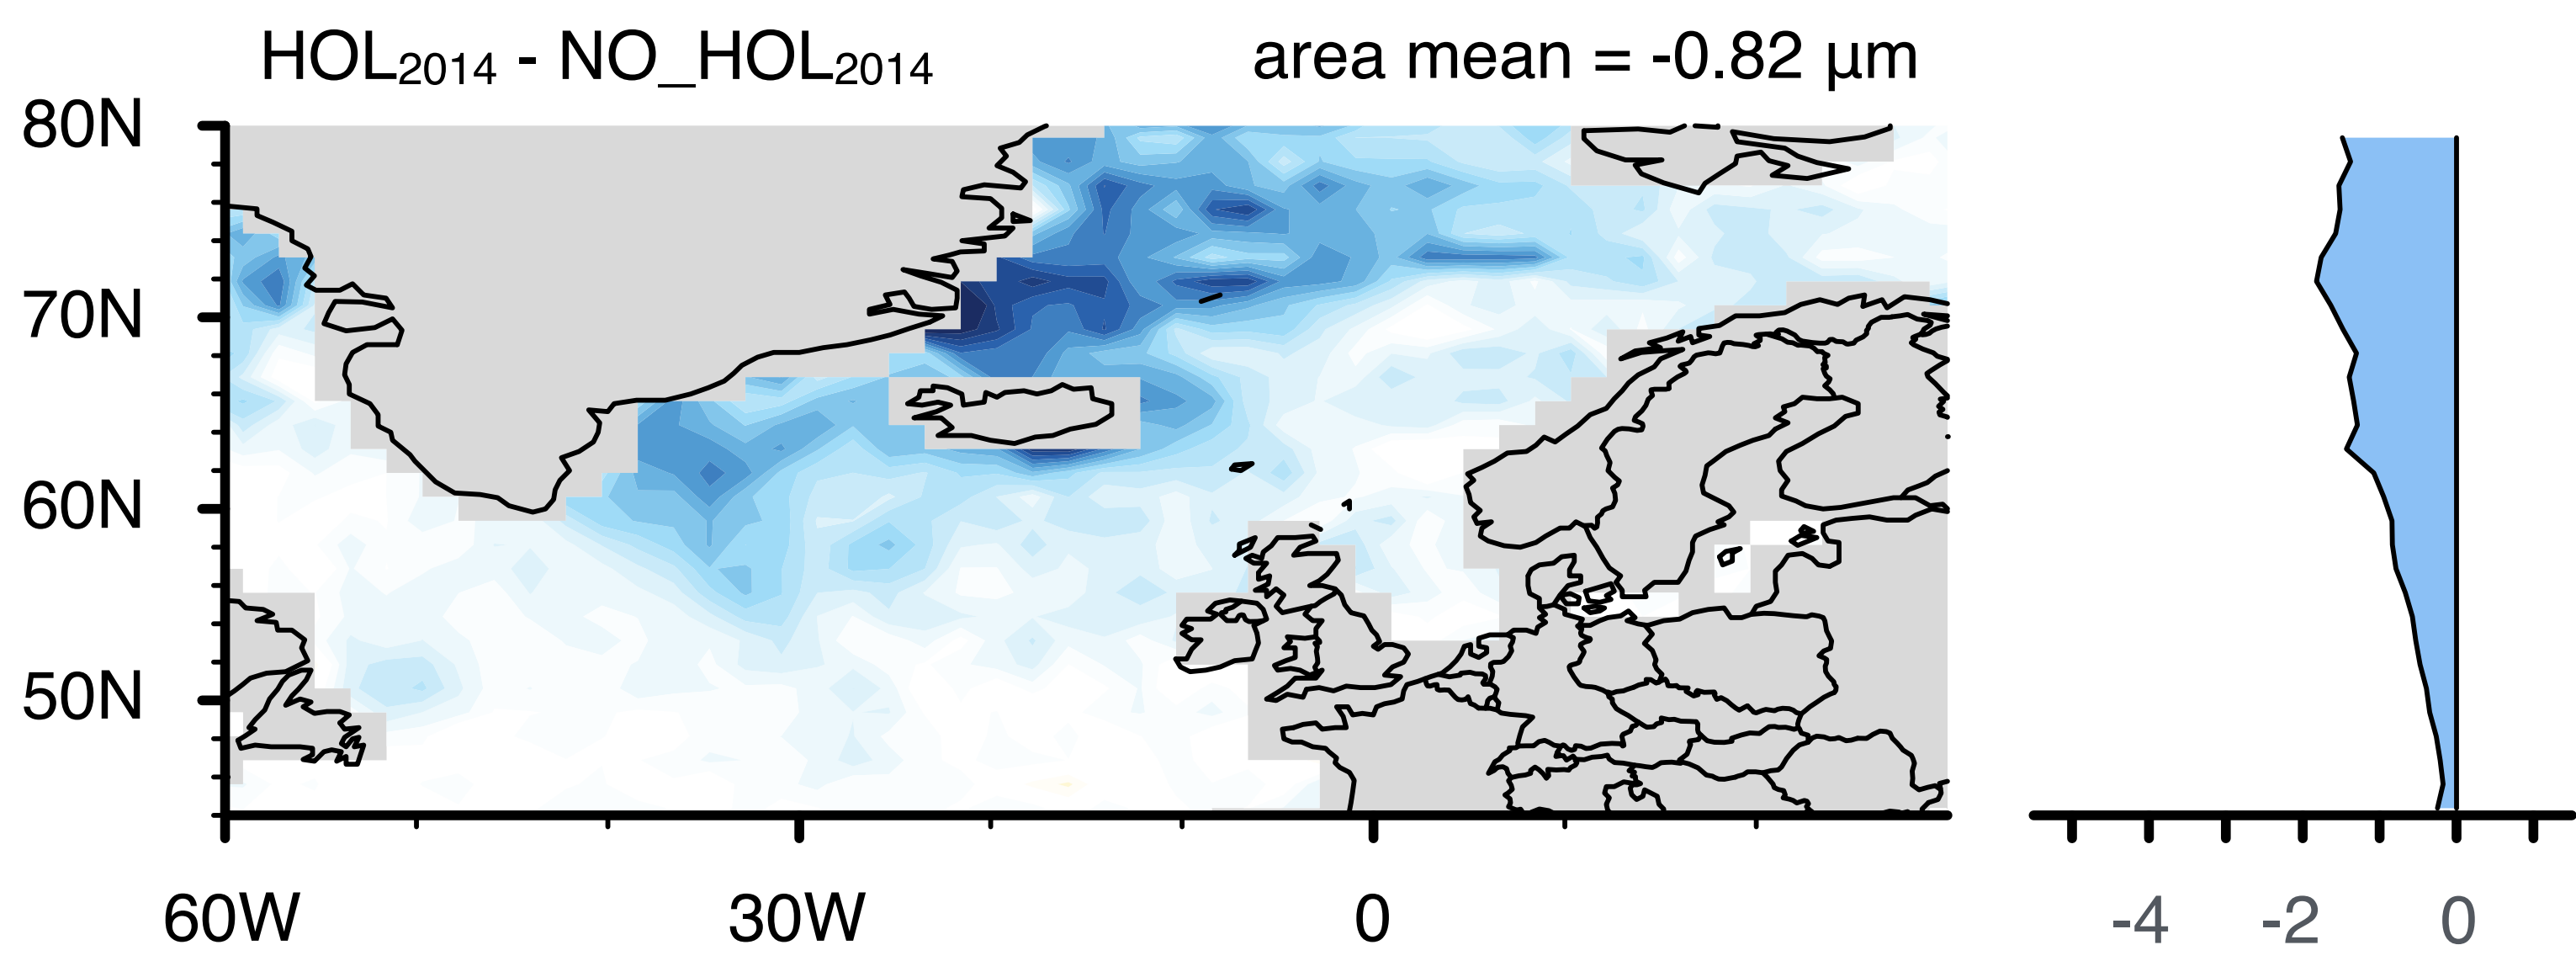 HOL₂₀₁₄ - NO_HOL₂₀₁₄ area mean = -0.82 µm
80N
70N
60N
50N
60W 30W 0 -4 -2 0